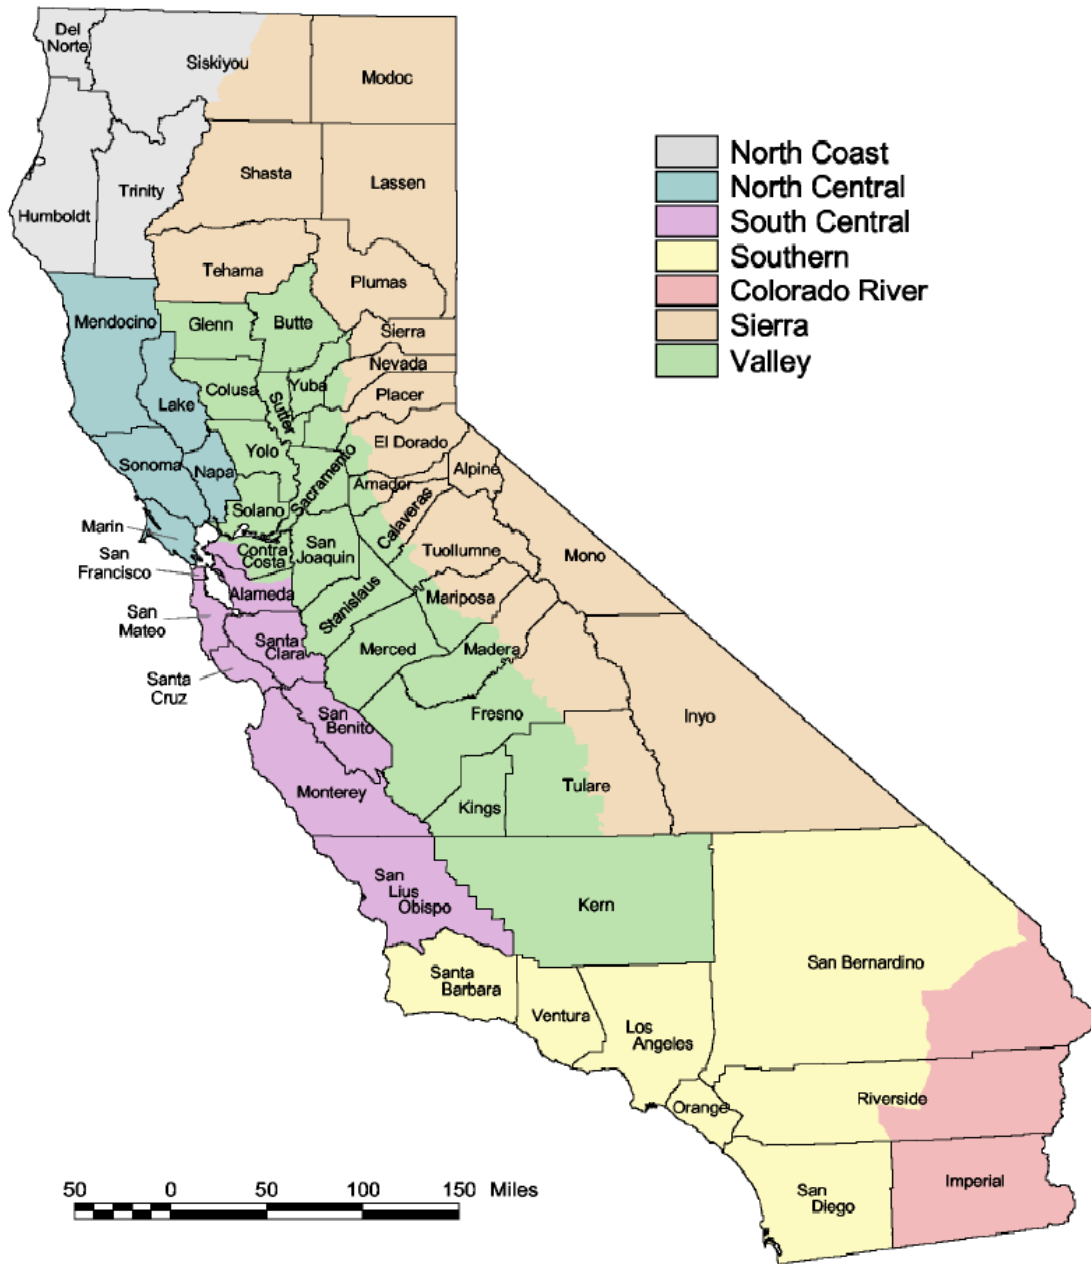 Del
Norte
Siskiyou
Modoc
Shasta
Lassen
Trinity
Humboldt
Tehama
Plumas
Mendocino
Glenn
Butte
Sierra
Nevada
Placer
Yuba
Colusa
Sutter
Lake
El Dorado
Yolo
Sonoma
Napa
Sacramento
Alpine
Amador
Calaveras
Solano
Marin
San
Francisco
Contra
Costa
San
Joaquin
Tuollumne
Mono
Alameda
Stanislaus
Mariposa
San
Mateo
Santa
Clara
Merced
Madera
Santa
Cruz
San
Benito
Fresno
Inyo
Monterey
Kings
Tulare
San
Lius
Obispo
Kern
San Bernardino
Santa
Barbara
Ventura
Los
Angeles
Orange
Riverside
San
Diego
Imperial
North Coast
North Central
South Central
Southern
Colorado River
Sierra
Valley
50 0 50 100 150 Miles